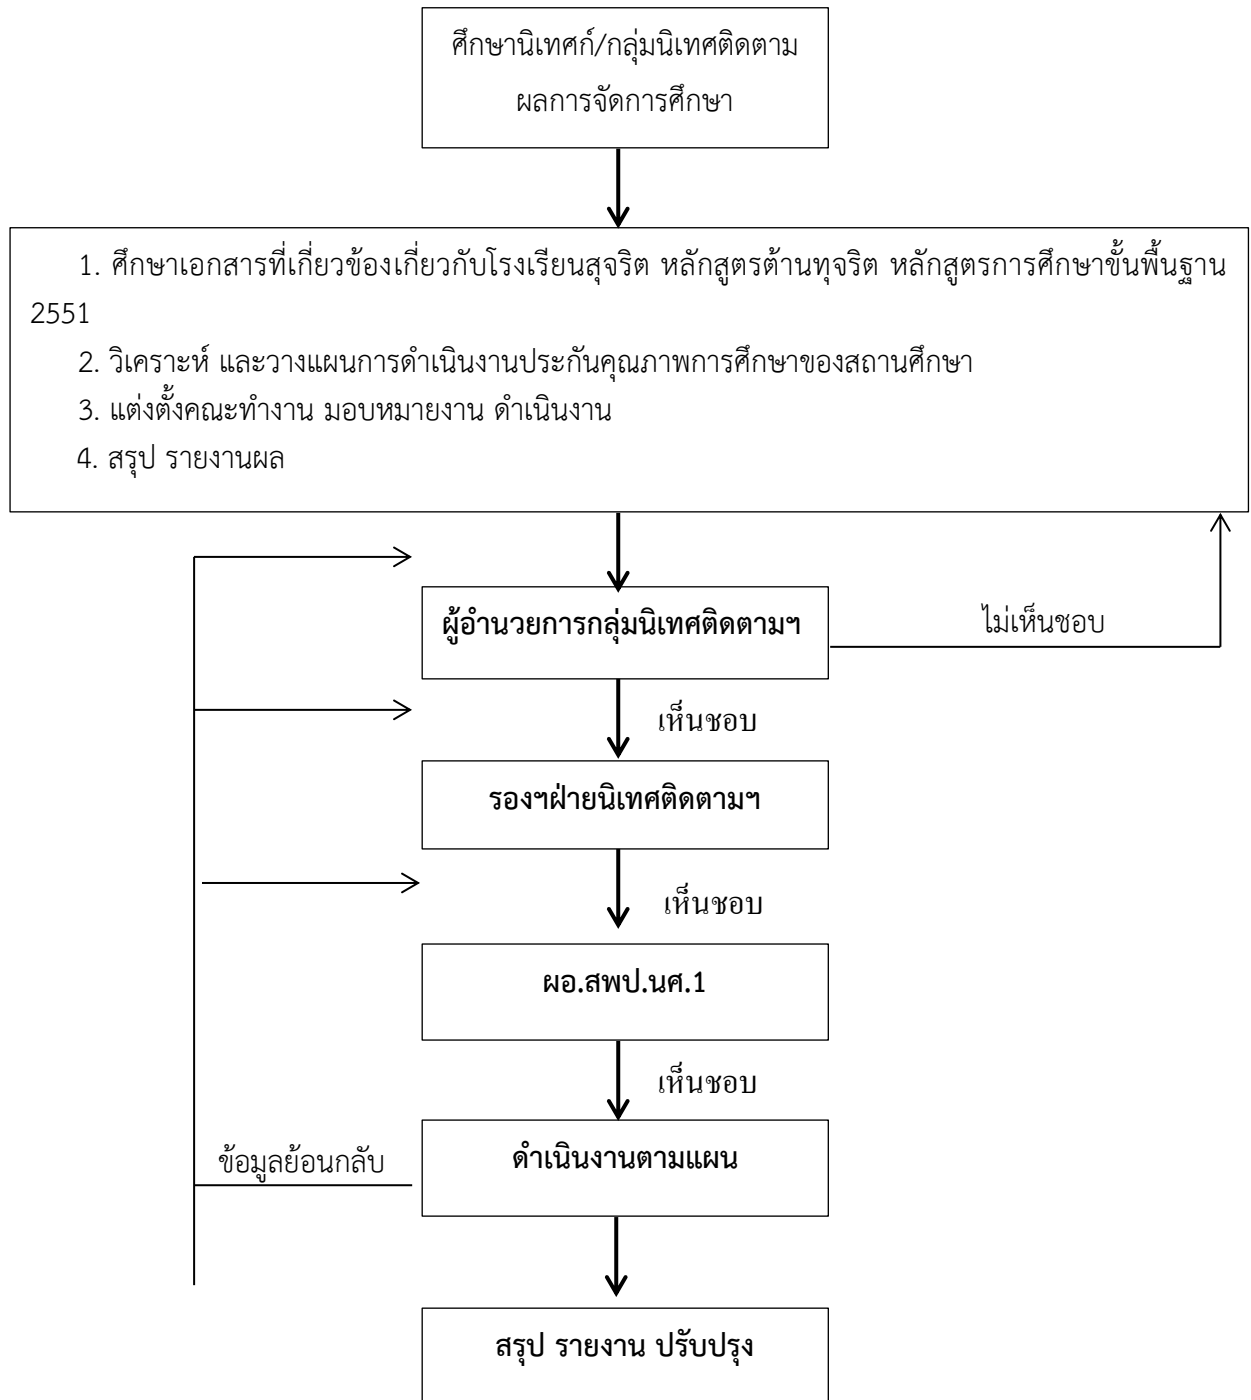 ศึกษานิเทศก์/กลุ่มนิเทศติดตาม
ผลการจัดการศึกษา
1. ศึกษาเอกสารที่เกี่ยวข้องเกี่ยวกับโรงเรียนสุจริต หลักสูตรต้านทุจริต หลักสูตรการศึกษาขั้นพื้นฐาน
2551
2. วิเคราะห์ และวางแผนการดำเนินงานประกันคุณภาพการศึกษาของสถานศึกษา
3. แต่งตั้งคณะทำงาน มอบหมายงาน ดำเนินงาน
4. สรุป รายงานผล
ผู้อำนวยการกลุ่มนิเทศติดตามฯ
ไม่เห็นชอบ
เห็นชอบ
รองฯฝ่ายนิเทศติดตามฯ
เห็นชอบ
ผอ.สพป.นศ.1
เห็นชอบ
ดำเนินงานตามแผน
ข้อมูลย้อนกลับ
สรุป รายงาน ปรับปรุง